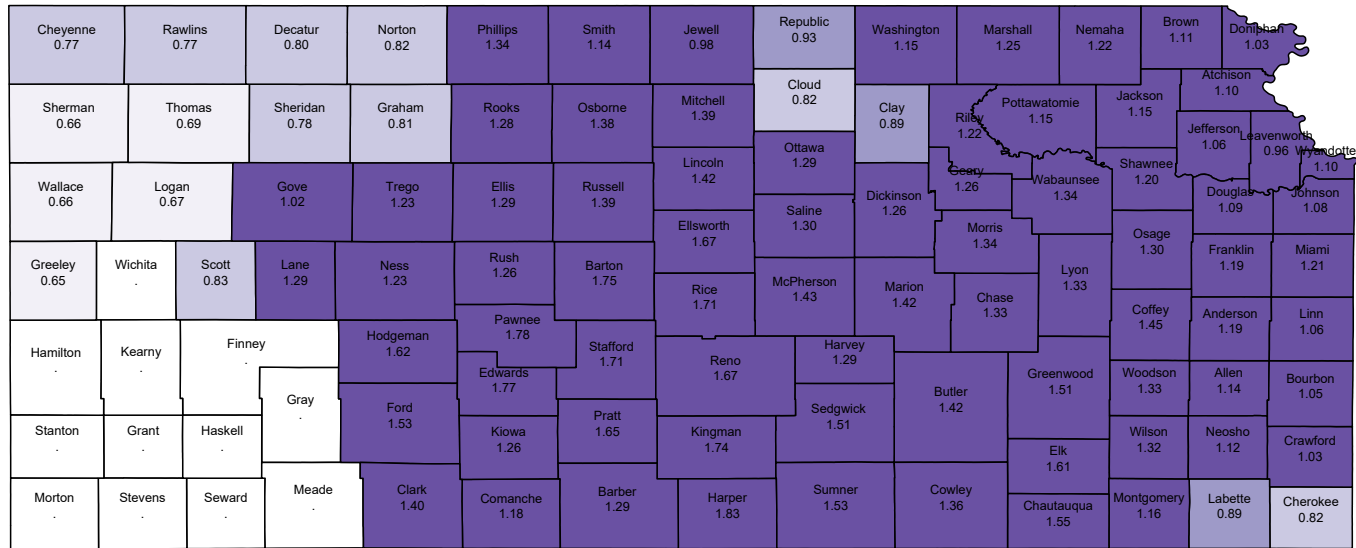 Cheyenne
0.77
Rawlins
0.77
Decatur
0.80
Norton
0.82
Phillips
1.34
Smith
1.14
Jewell
0.98
Republic
0.93
Washington
1.15
Marshall
1.25
Nemaha
1.22
Brown
1.11
Doniphan
1.03
Cloud
0.82
Atchison
1.10
Sherman
0.66
Thomas
0.69
Sheridan
0.78
Graham
0.81
Rooks
1.28
Osborne
1.38
Mitchell
1.39
Clay
0.89
Riley
1.22
Pottawatomie
1.15
Jackson
1.15
Jefferson
1.06
Leavenworth
0.96
Wyandotte
1.10
Ottawa
1.29
Wallace
0.66
Logan
0.67
Gove
1.02
Trego
1.23
Ellis
1.29
Russell
1.39
Lincoln
1.42
Dickinson
1.26
Geary
1.26
Wabaunsee
1.34
Shawnee
1.20
Douglas
1.09
Johnson
1.08
Saline
1.30
Ellsworth
1.67
Morris
1.34
Osage
1.30
Greeley
0.65
Wichita
.
Scott
0.83
Lane
1.29
Ness
1.23
Rush
1.26
Barton
1.75
Rice
1.71
McPherson
1.43
Marion
1.42
Chase
1.33
Lyon
1.33
Franklin
1.19
Miami
1.21
Coffey
1.45
Anderson
1.19
Linn
1.06
Hamilton
.
Kearny
.
Finney
.
Hodgeman
1.62
Pawnee
1.78
Stafford
1.71
Reno
1.67
Harvey
1.29
Gray
.
Edwards
1.77
Butler
1.42
Greenwood
1.51
Woodson
1.33
Allen
1.14
Bourbon
1.05
Ford
1.53
Stanton
.
Grant
.
Haskell
.
Kiowa
1.26
Pratt
1.65
Kingman
1.74
Sedgwick
1.51
Elk
1.61
Wilson
1.32
Neosho
1.12
Crawford
1.03
Morton
.
Stevens
.
Seward
.
Meade
.
Clark
1.40
Comanche
1.18
Barber
1.29
Harper
1.83
Sumner
1.53
Cowley
1.36
Chautauqua
1.55
Montgomery
1.16
Labette
0.89
Cherokee
0.82